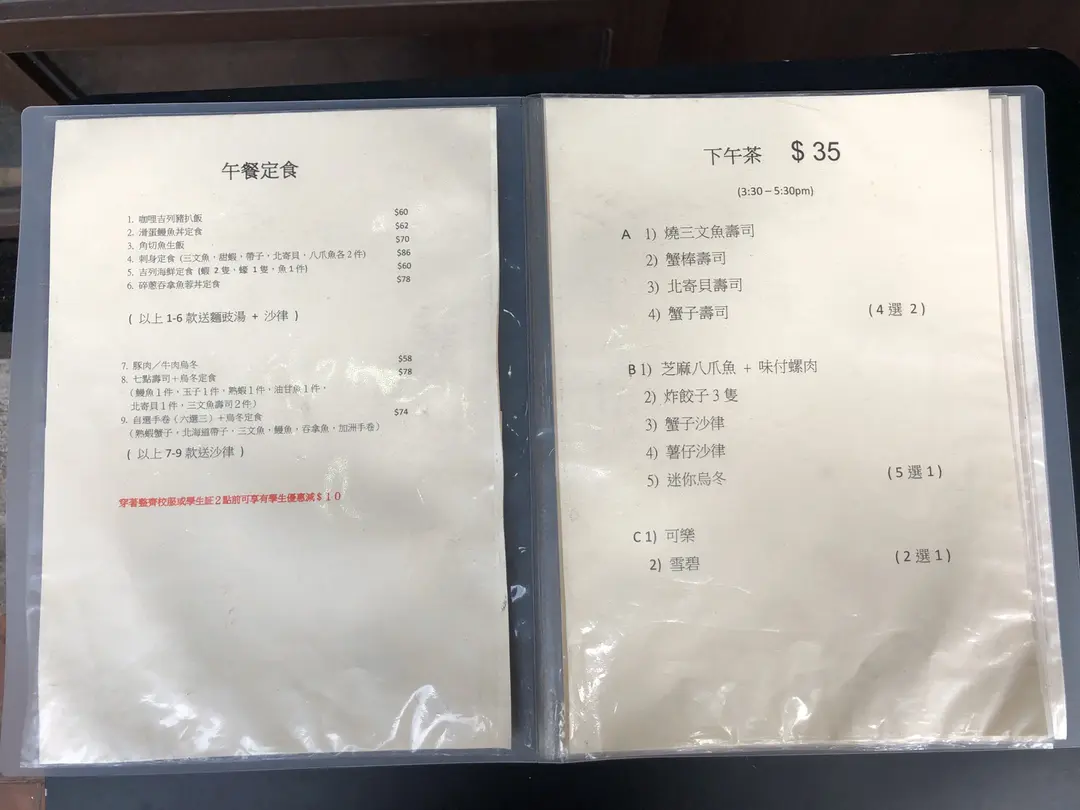 午餐定食
1. 咖哩吉列豬扒飯 $60
2. 滑蛋鰻魚丼定食 $62
3. 角切魚生飯 $70
4. 刺身定食 (三文魚，甜蝦，帶子，北寄貝，八爪魚各2件) $86
5. 吉列海鮮定食 (蝦 2 隻、蠔 1 隻，魚1件) $60
6. 碎蔥吞拿魚蓉丼定食 $78
( 以上 1-6 款送麵豉湯 + 沙律 )
7. 豚肉／牛肉烏冬 $58
8. 七點壽司＋烏冬定食 $78
（鰻魚1件，玉子1件，熟蝦1件，油甘魚1件，
北寄貝1件，三文魚壽司2件）
9. 自選手卷（六選三）＋烏冬定食 $74
（熟蝦蟹子，北海道帶子，三文魚，鰻魚，吞拿魚，加洲手卷）
( 以上 7-9 款送沙律 )
穿著整齊校服或學生証2點前可享有學生優惠減$10
下午茶 $35
(3:30 – 5:30pm)
A 1) 燒三文魚壽司
2) 蟹棒壽司
3) 北寄貝壽司
4) 蟹子壽司 (4選 2)
B 1) 芝麻八爪魚 + 味付螺肉
2) 炸餃子3隻
3) 蟹子沙律
4) 薯仔沙律
5) 迷你烏冬 (5選1)
C 1) 可樂
2) 雪碧 (2選1)